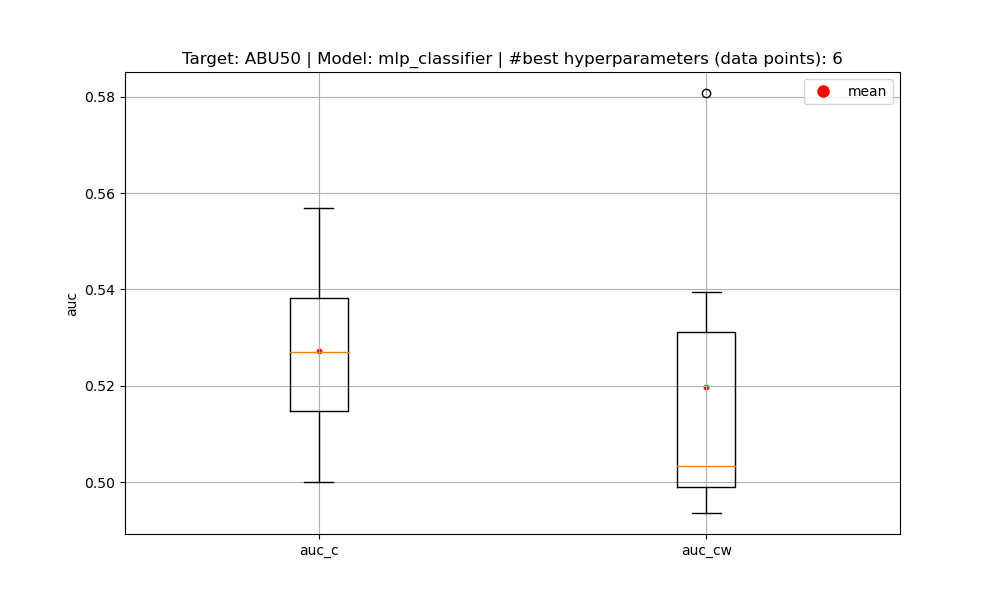 Target: ABU50 | Model: mlp_classifier | #best hyperparameters (data points): 6
mean
0.58
0.56
0.54
0.52
0.50
auc
auc_c
auc_cw